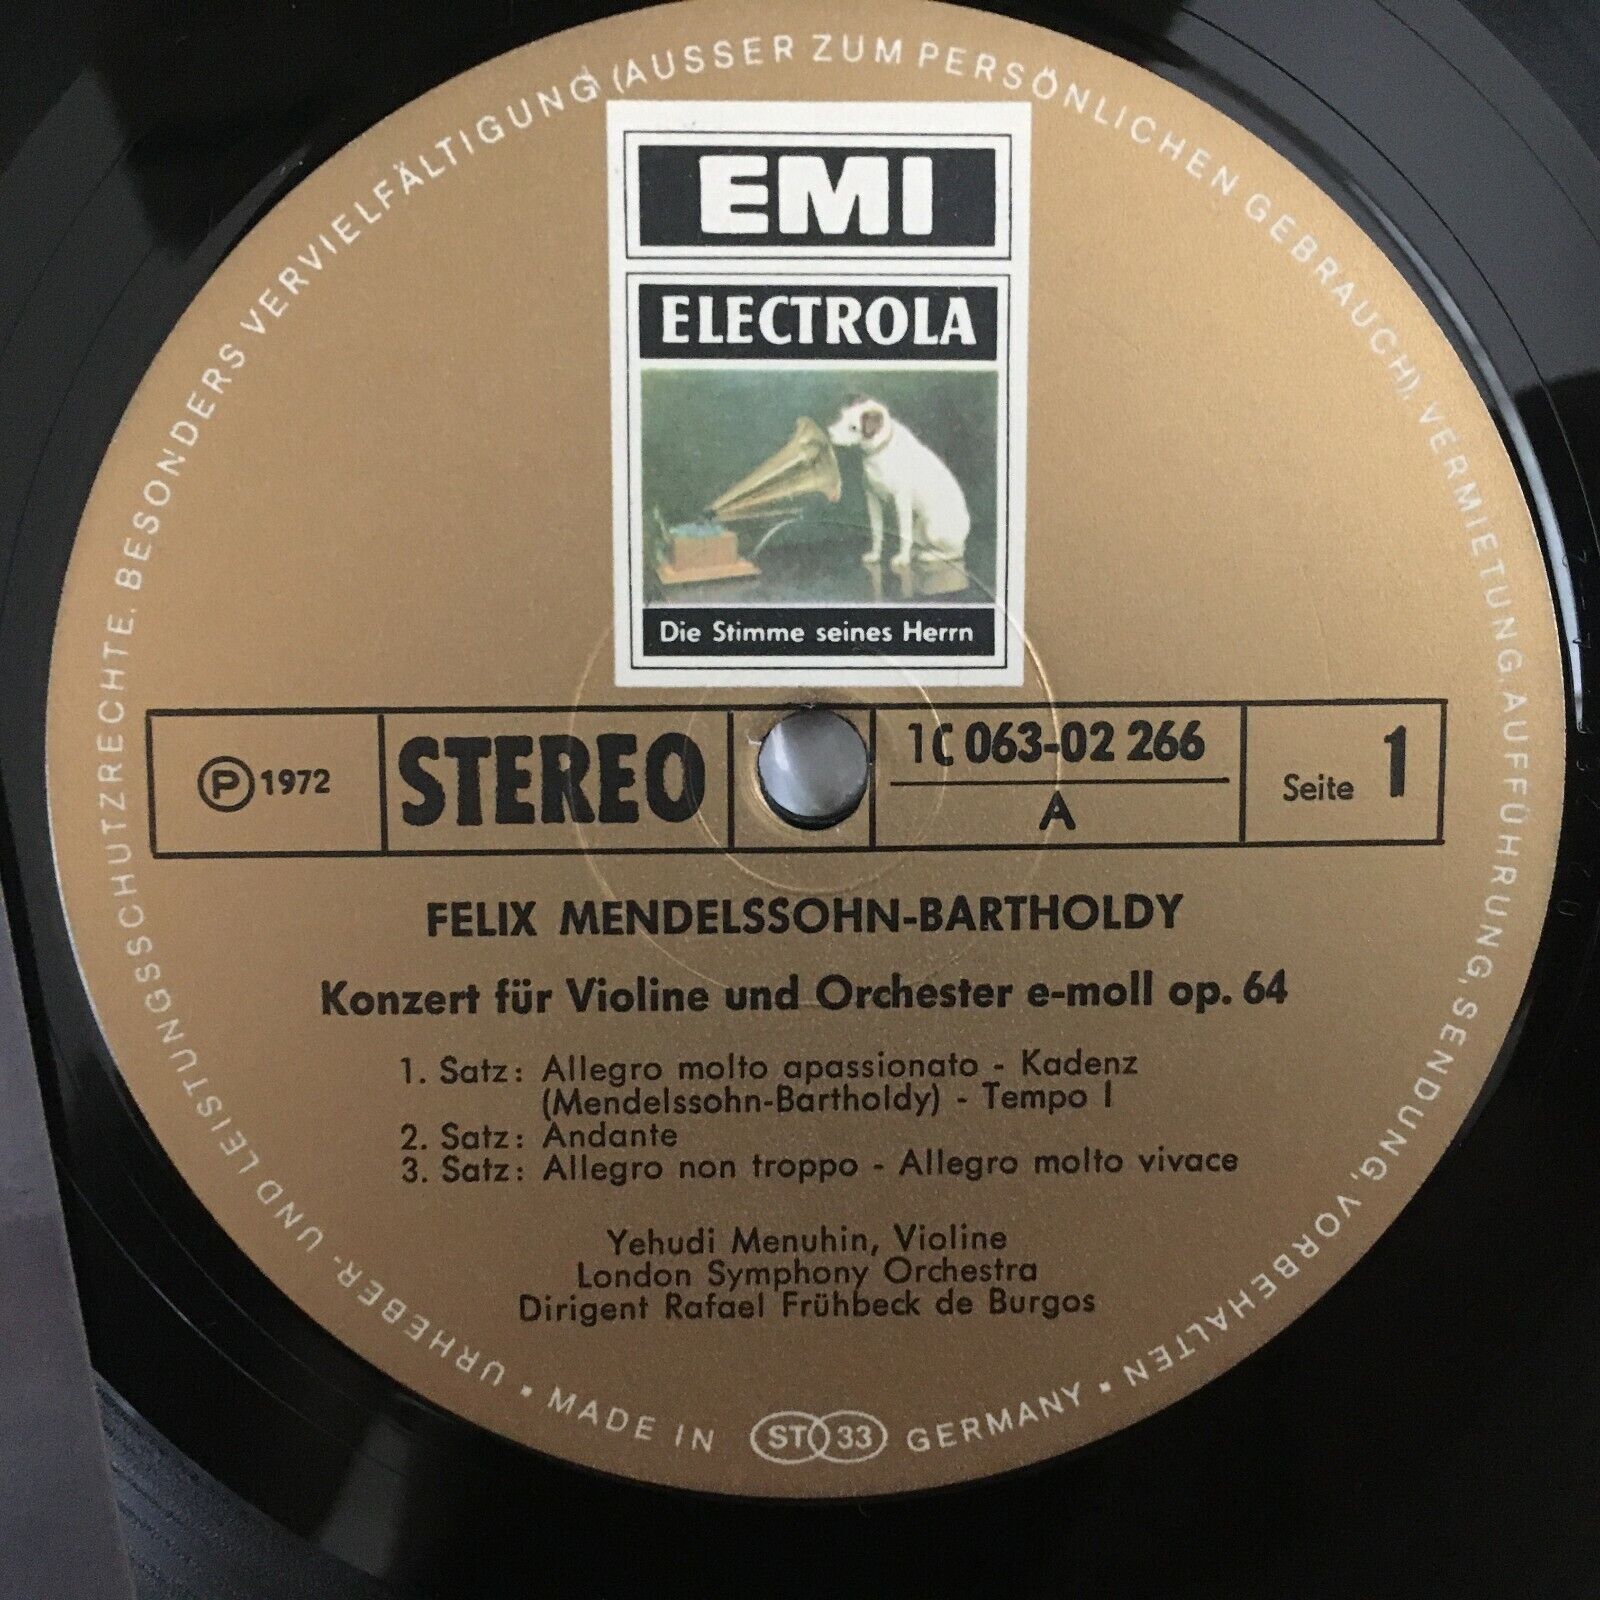 EMI
ELECTROLA
Die Stimme seines Herrn
Ⓟ 1972
STEREO
1C 063-02 266
A
Seite 1
FELIX MENDELSSOHN-BARTHOLDY
Konzert für Violine und Orchester e-moll op. 64
1. Satz: Allegro molto apassionato - Kadenz
(Mendelssohn-Bartholdy) - Tempo I
2. Satz: Andante
3. Satz: Allegro non troppo - Allegro molto vivace
Yehudi Menuhin, Violine
London Symphony Orchestra
Dirigent Rafael Frühbeck de Burgos
URHEBER- UND LEISTUNGSSCHUTZRECHTE. BESONDERS VERVIELFÄLTIGUNG (AUSSER ZUM PERSÖNLICHEN GEBRAUCH), VERMIETUNG, AUFFÜHRUNG, SENDUNG, VORBEHALTEN
• MADE IN ST 33 GERMANY •